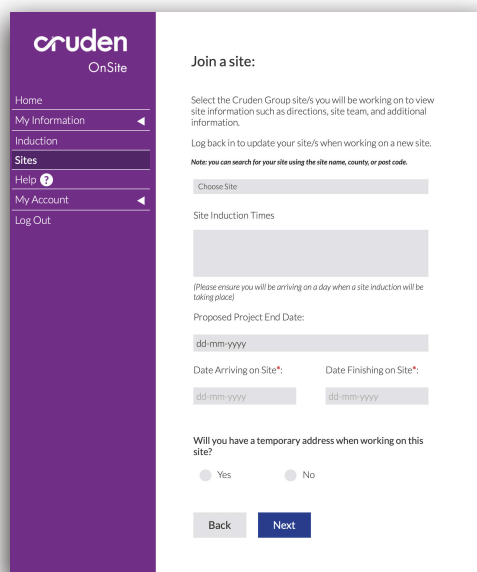 cruden
OnSite
Home
My Information
Induction
Sites
Help ?
My Account
Log Out
Join a site:
Select the Cruden Group site/s you will be working on to view
site information such as directions, site team, and additional
information.
Log back in to update your site/s when working on a new site.
Note: you can search for your site using the site name, county, or post code.
Choose Site
Site Induction Times
(Please ensure you will be arriving on a day when a site induction will be
taking place)
Proposed Project End Date:
dd-mm-yyyy
Date Arriving on Site*: Date Finishing on Site*:
dd-mm-yyyy dd-mm-yyyy
Will you have a temporary address when working on this
site?
Yes No
Back Next